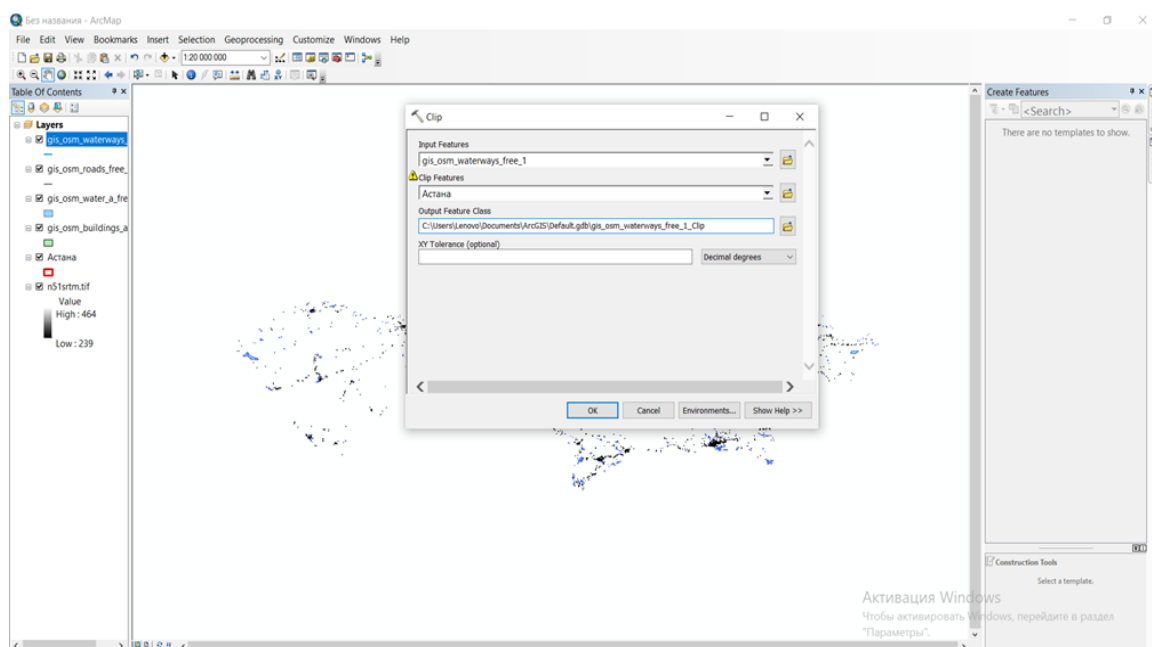 Без названия - ArcMap
File Edit View Bookmarks Insert Selection Geoprocessing Customize Windows Help
1:20 000 000
Table Of Contents
Layers
gis_osm_waterways_
gis_osm_roads_free_
gis_osm_water_a_fre
gis_osm_buildings_a
Астана
n51srtm.tif
Value
High : 464
Low : 239
Clip
Input Features
gis_osm_waterways_free_1
Clip Features
Астана
Output Feature Class
C:\Users\Lenovo\Documents\ArcGIS\Default.gdb\gis_osm_waterways_free_1_Clip
XY Tolerance (optional)
Decimal degrees
OK Cancel Environments... Show Help >>
Create Features
<Search>
There are no templates to show.
Construction Tools
Select a template.
Активация Windows
Чтобы активировать Windows, перейдите в раздел
"Параметры".